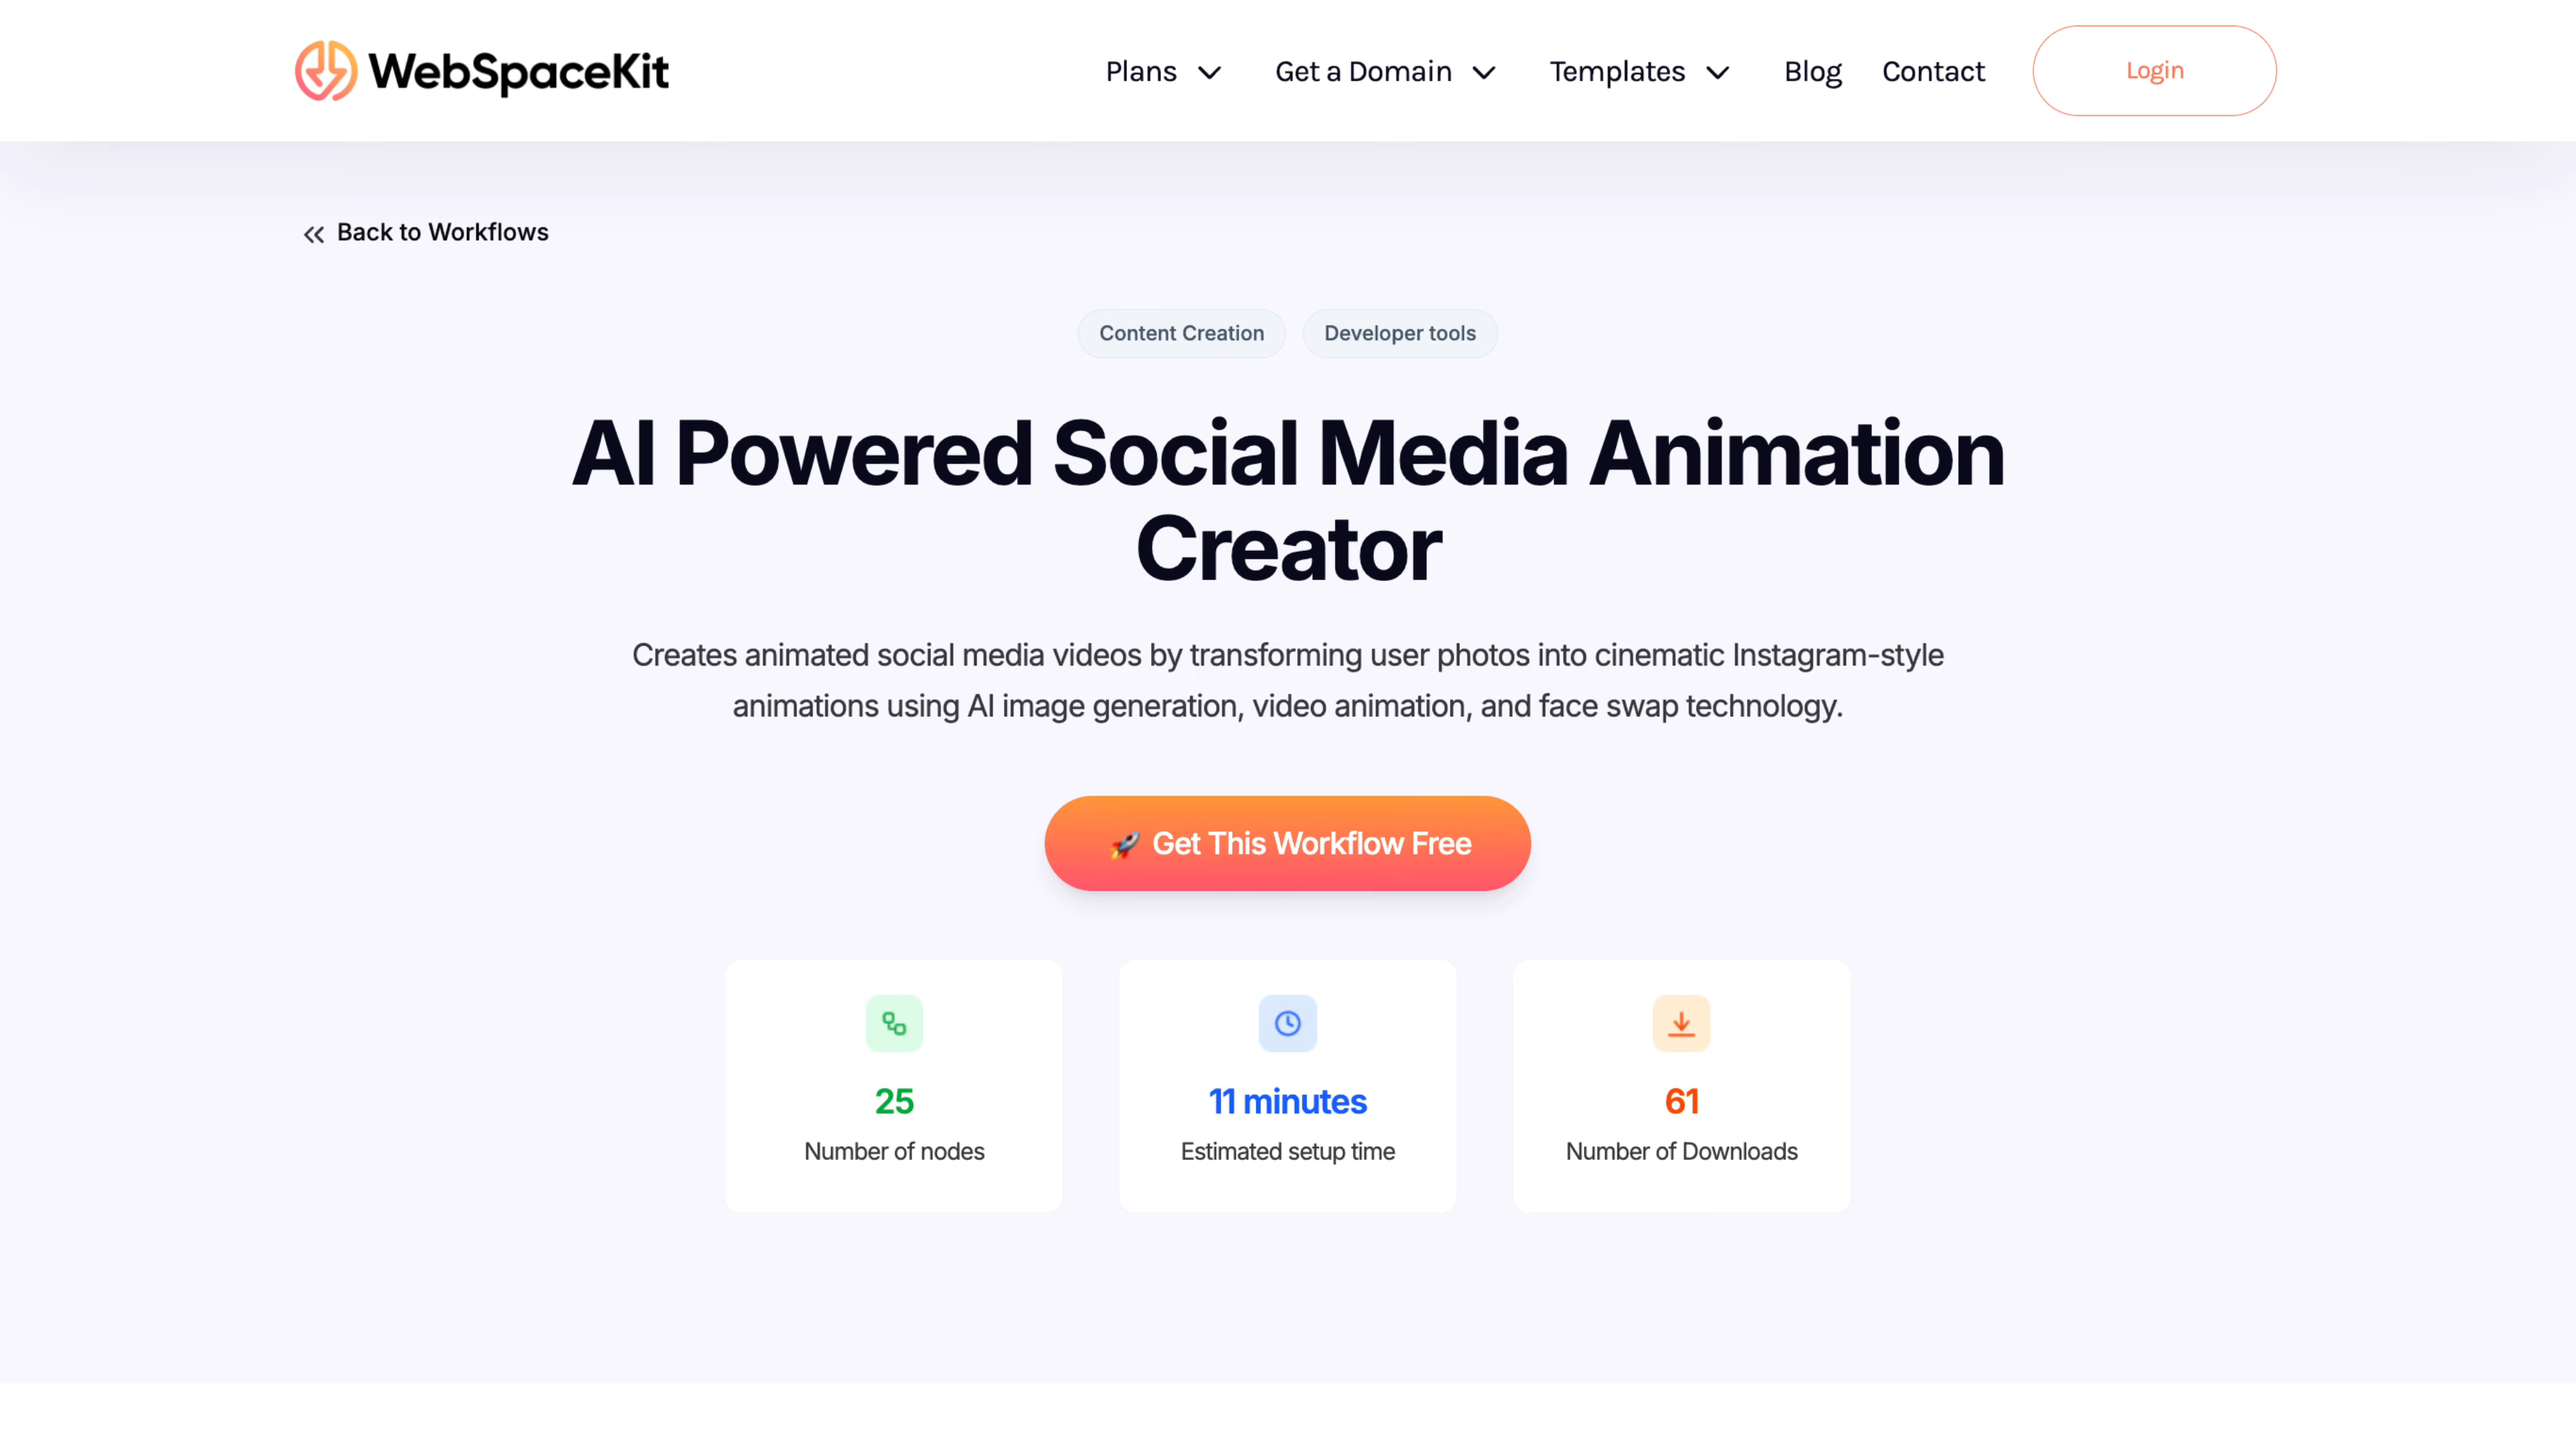 WebSpaceKit
Plans Get a Domain Templates Blog Contact Login
Back to Workflows
Content Creation Developer tools
AI Powered Social Media Animation
Creator
Creates animated social media videos by transforming user photos into cinematic Instagram-style
animations using AI image generation, video animation, and face swap technology.
🚀 Get This Workflow Free
25 11 minutes 61
Number of nodes Estimated setup time Number of Downloads